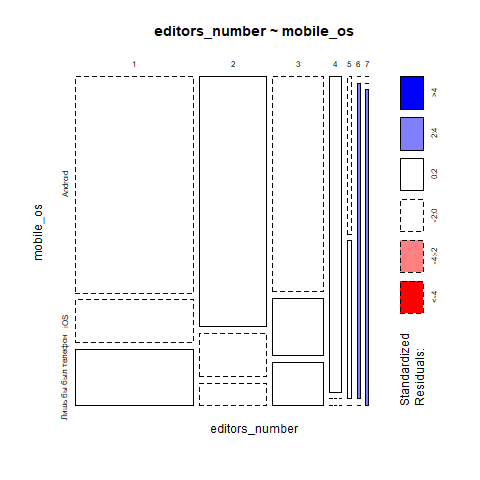 editors_number ~ mobile_os
1 2 3 4 5 6 7
Android
iOS
Лишь бы был телефон
mobile_os
editors_number
Standardized
Residuals:
<-4
-4:-2
-2:0
0:2
2:4
>4